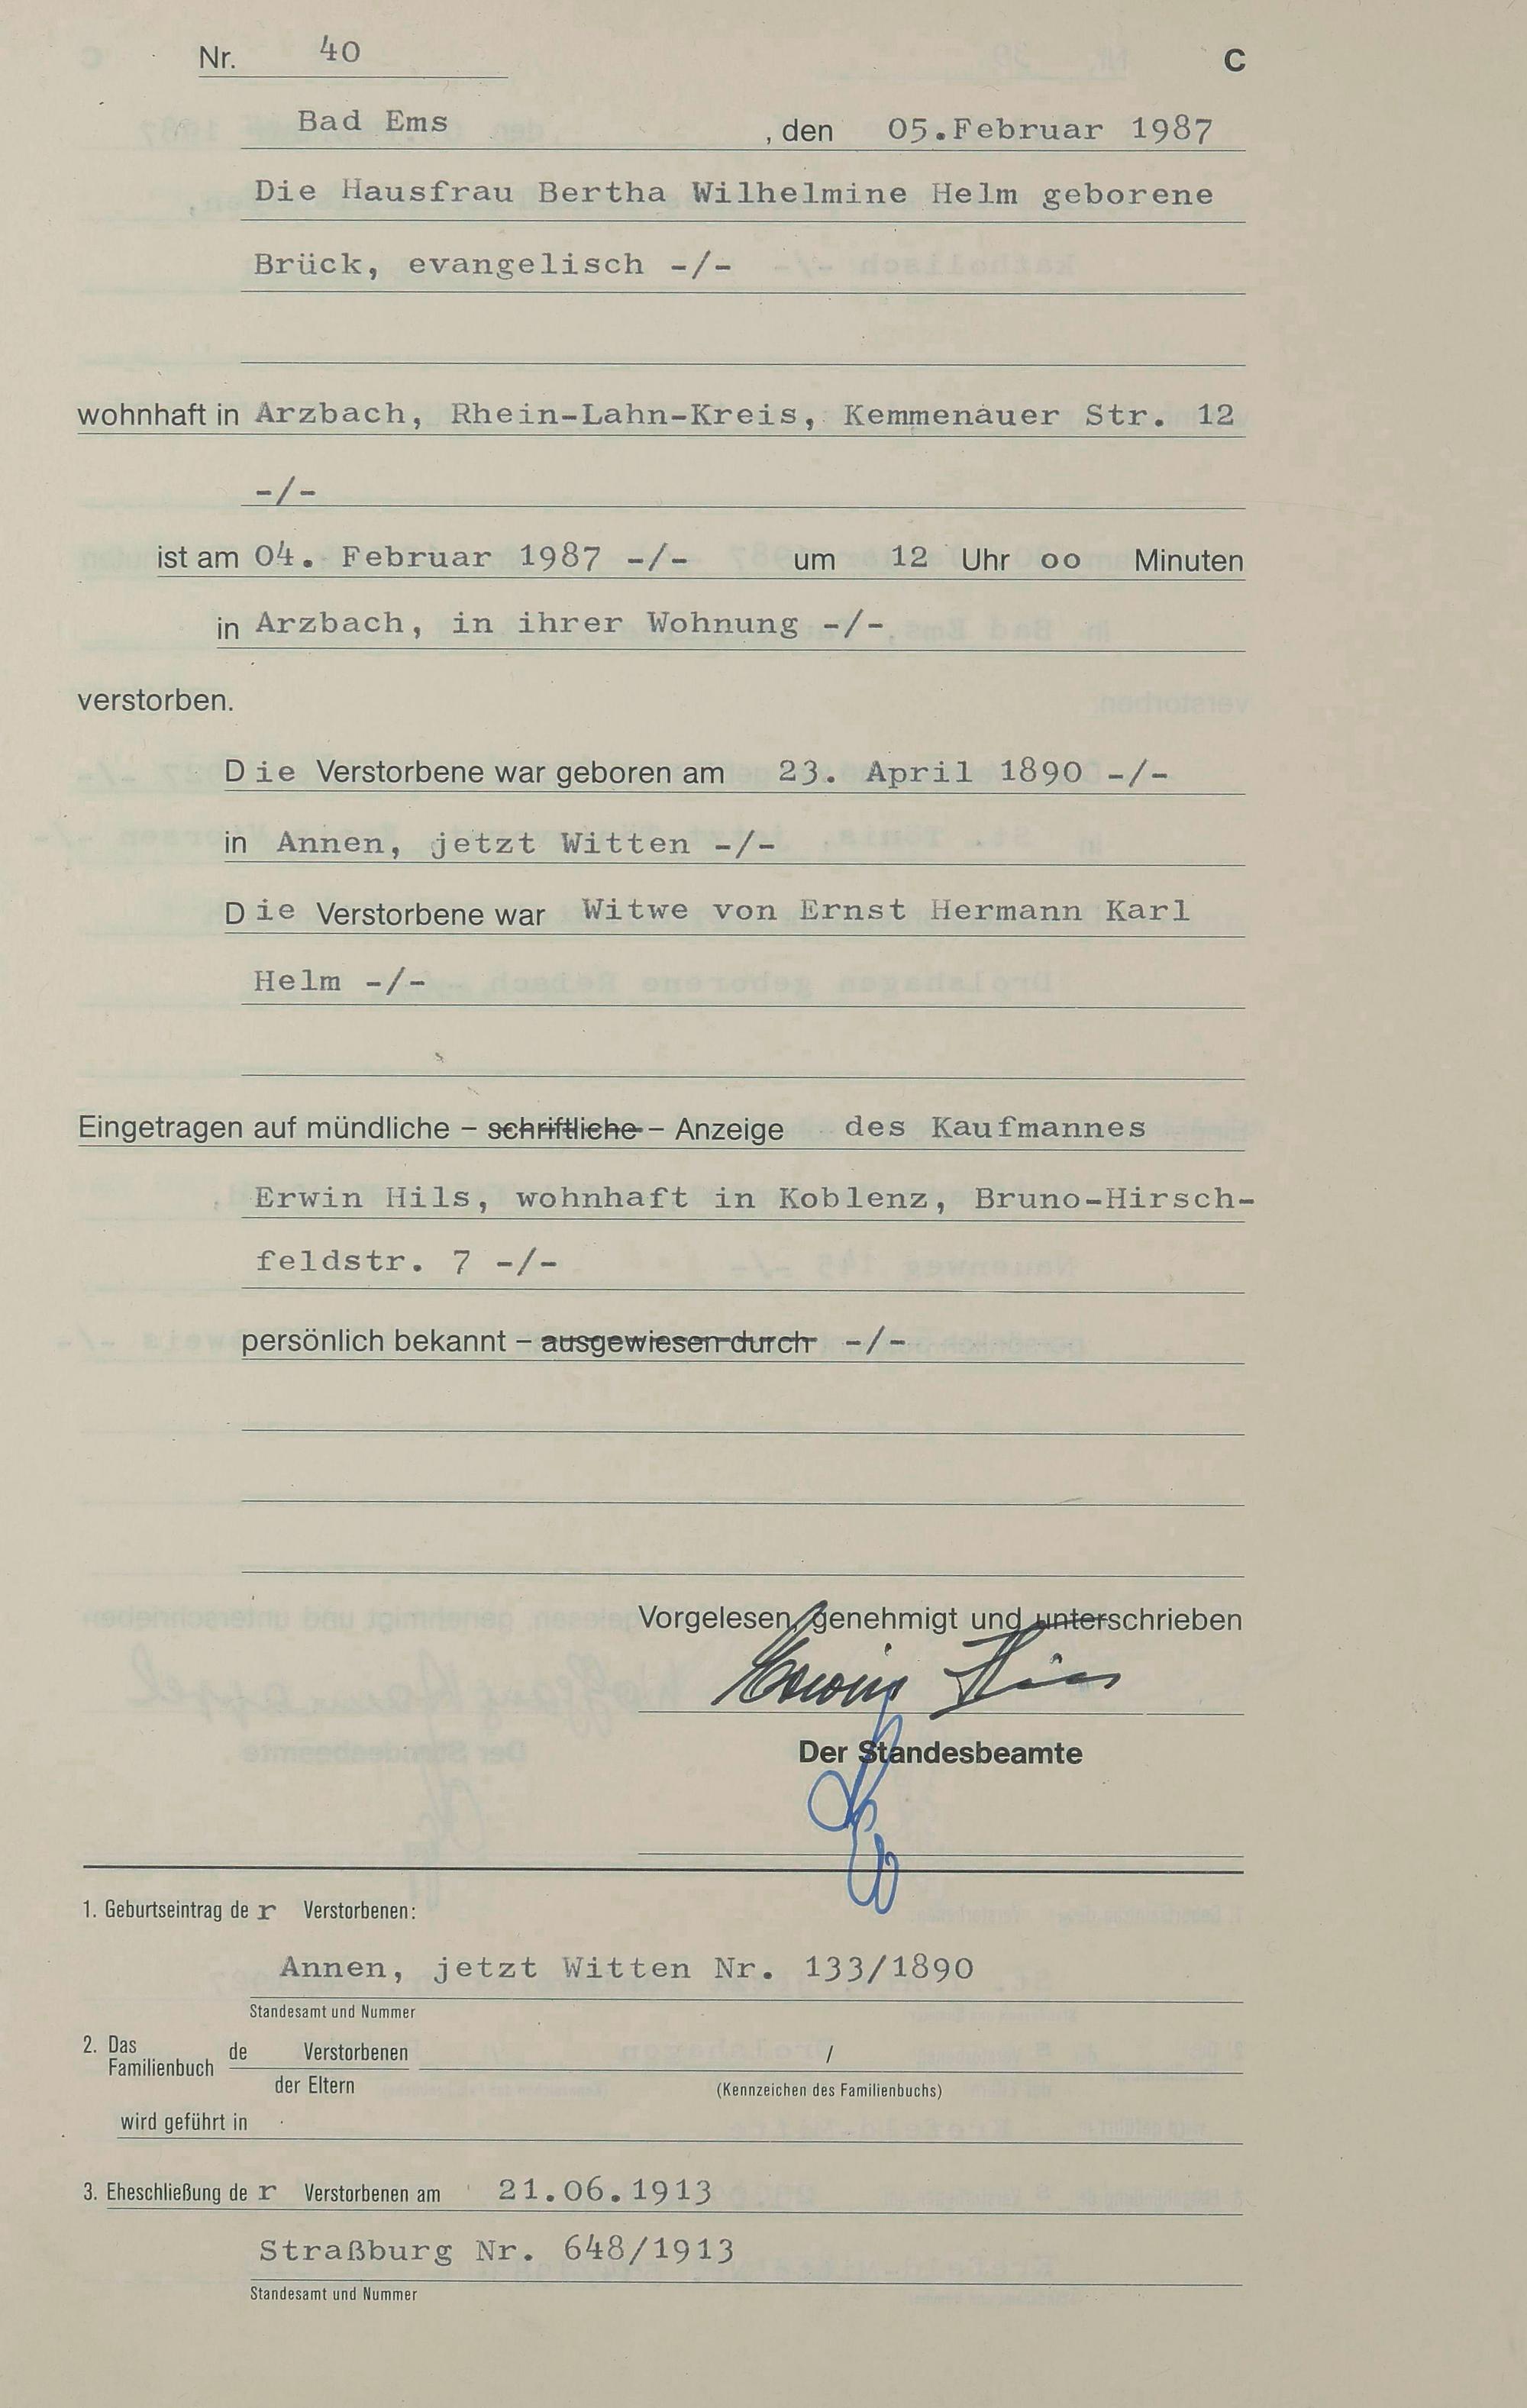 Nr. 40 C
Bad Ems , den 05.Februar 1987
Die Hausfrau Bertha Wilhelmine Helm geborene
Brück, evangelisch -/-
wohnhaft in Arzbach, Rhein-Lahn-Kreis, Kemmenauer Str. 12
-/-
ist am 04. Februar 1987 -/- um 12 Uhr oo Minuten
in Arzbach, in ihrer Wohnung -/-
verstorben.
Die Verstorbene war geboren am 23. April 1890 -/-
in Annen, jetzt Witten -/-
Die Verstorbene war Witwe von Ernst Hermann Karl
Helm -/-
Eingetragen auf mündliche – schriftliche – Anzeige des Kaufmannes
Erwin Hils, wohnhaft in Koblenz, Bruno-Hirsch-
feldstr. 7 -/-
persönlich bekannt – ausgewiesen durch -/-
Vorgelesen, genehmigt und unterschrieben
Erwin Hils
Der Standesbeamte
1. Geburtseintrag der Verstorbenen:
Annen, jetzt Witten Nr. 133/1890
Standesamt und Nummer
2. Das Familienbuch de Verstorbenen /
der Eltern (Kennzeichen des Familienbuchs)
wird geführt in
3. Eheschließung der Verstorbenen am 21.06.1913
Straßburg Nr. 648/1913
Standesamt und Nummer